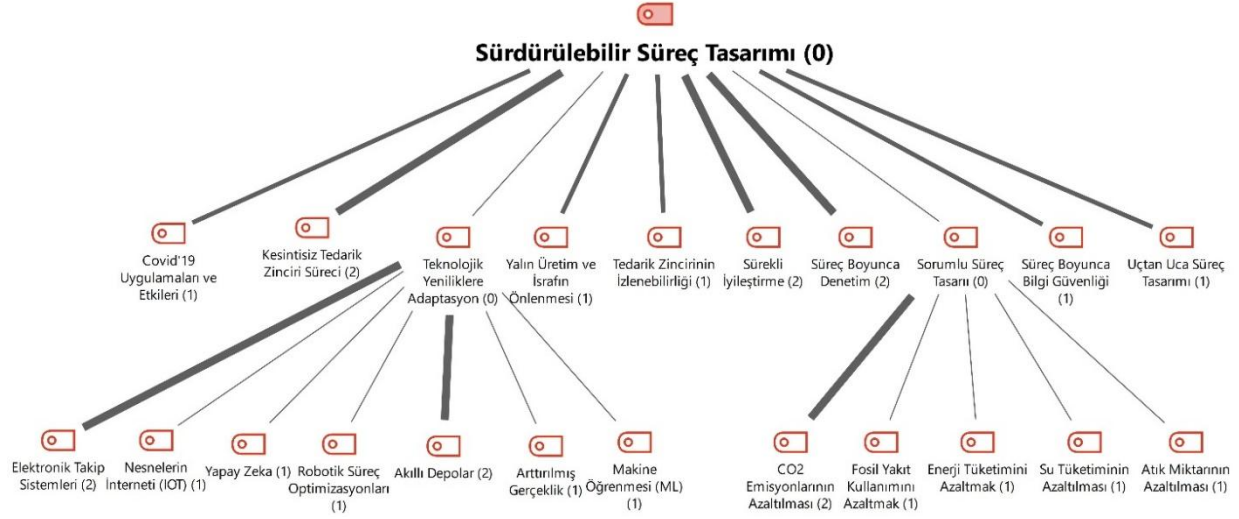 Sürdürülebilir Süreç Tasarımı (0)
Covid'19
Uygulamaları ve
Etkileri (1)
Kesintisiz Tedarik
Zinciri Süreci (2)
Teknolojik
Yeniliklere
Adaptasyon (0)
Yalın Üretim ve
İsrafın
Önlenmesi (1)
Tedarik Zincirinin
İzlenebilirliği (1)
Sürekli
İyileştirme (2)
Süreç Boyunca
Denetim (2)
Sorumlu Süreç
Tasarıı (0)
Süreç Boyunca
Bilgi Güvenliği
(1)
Uçtan Uca Süreç
Tasarımı (1)
Elektronik Takip
Sistemleri (2)
Nesnelerin
İnterneti (IOT) (1)
Yapay Zeka (1)
Robotik Süreç
Optimizasyonları
(1)
Akıllı Depolar (2)
Arttırılmış
Gerçeklik (1)
Makine
Öğrenmesi (ML)
(1)
CO2
Emisyonlarının
Azaltılması (2)
Fosil Yakıt
Kullanımını
Azaltmak (1)
Enerji Tüketimini
Azaltmak (1)
Su Tüketiminin
Azaltılması (1)
Atık Miktarının
Azaltılması (1)